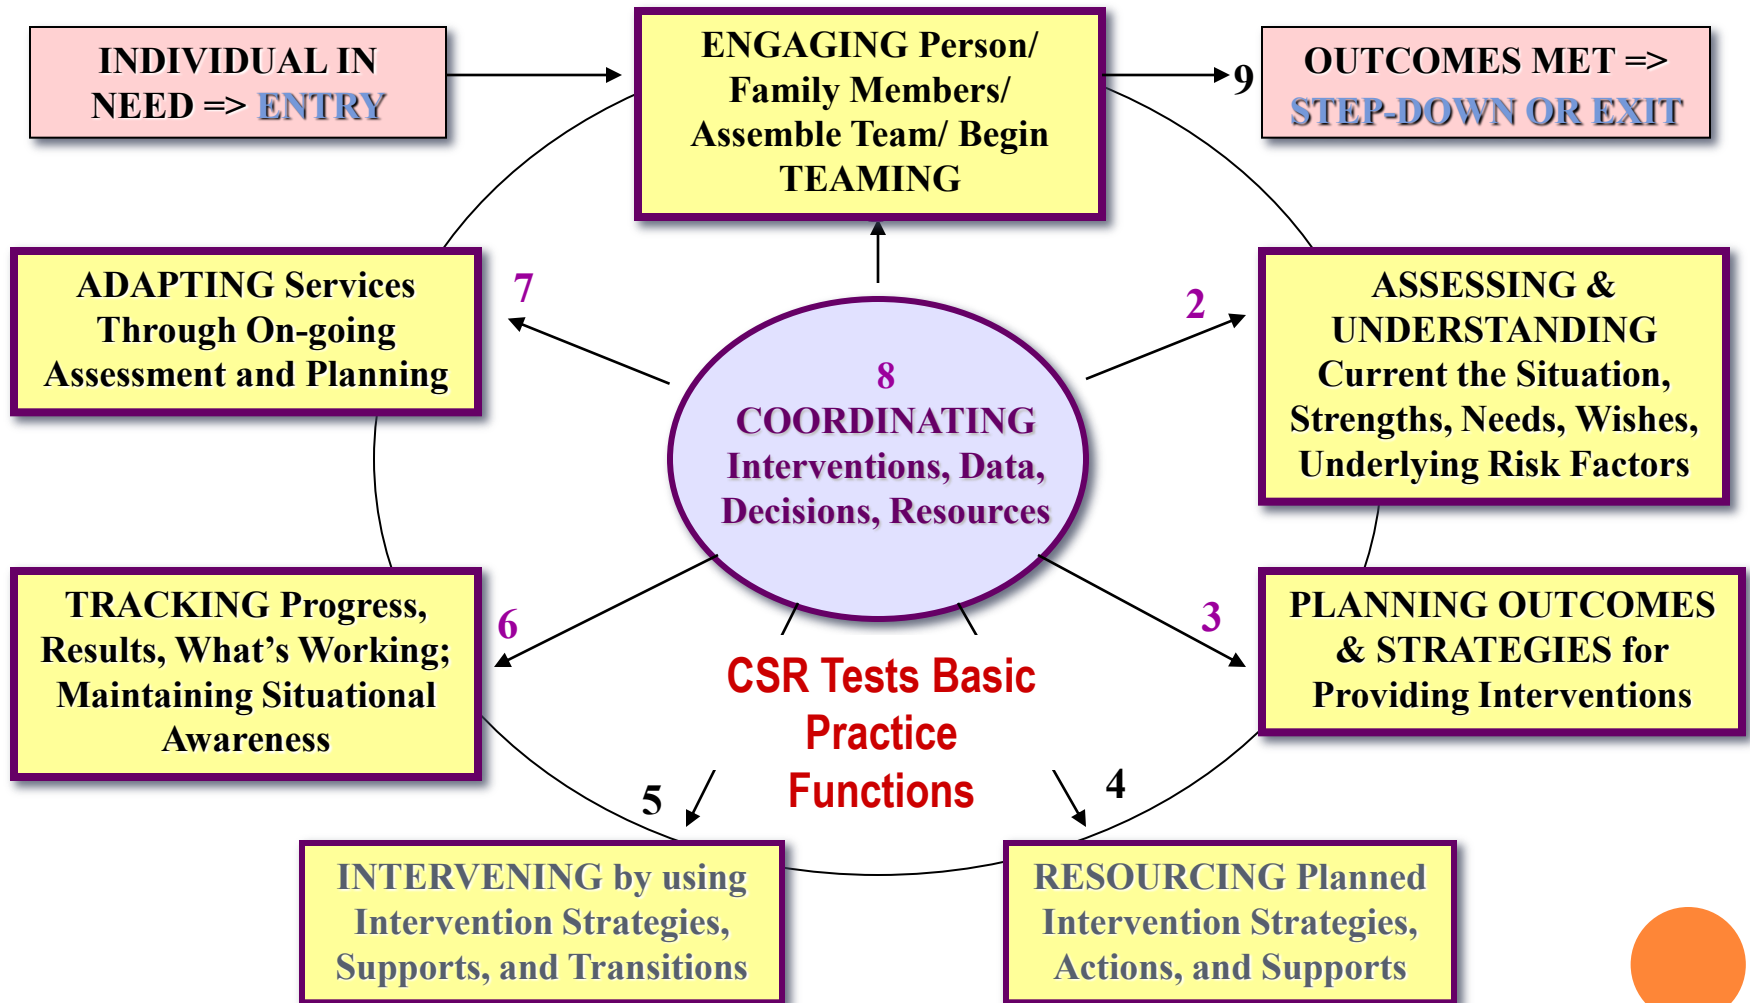 INDIVIDUAL IN
NEED => ENTRY
ENGAGING Person/
Family Members/
Assemble Team/ Begin
TEAMING
9
OUTCOMES MET =>
STEP-DOWN OR EXIT
ADAPTING Services
Through On-going
Assessment and Planning
7
2
ASSESSING &
UNDERSTANDING
Current the Situation,
Strengths, Needs, Wishes,
Underlying Risk Factors
8
COORDINATING
Interventions, Data,
Decisions, Resources
TRACKING Progress,
Results, What's Working;
Maintaining Situational
Awareness
6
3
PLANNING OUTCOMES
& STRATEGIES for
Providing Interventions
CSR Tests Basic
Practice
Functions
5
4
INTERVENING by using
Intervention Strategies,
Supports, and Transitions
RESOURCING Planned
Intervention Strategies,
Actions, and Supports